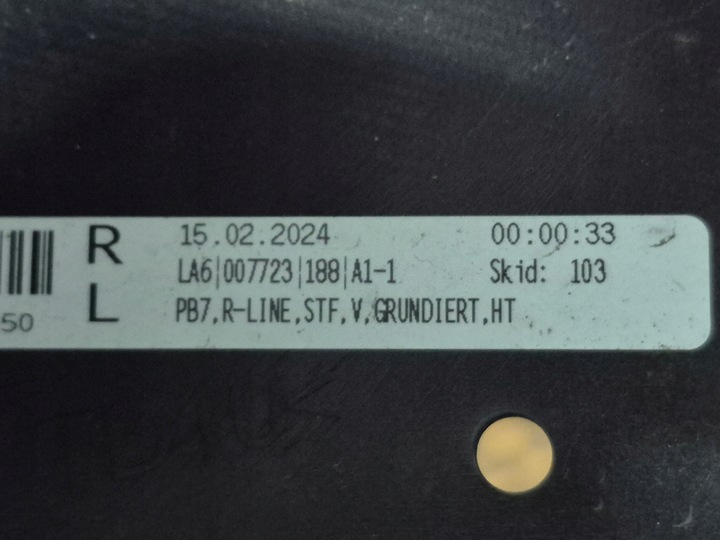 R 15.02.2024 00:00:33
LA6|007723|188|A1-1 Skid: 103
50 L PB7,R-LINE,STF,V,GRUNDIERT,HT